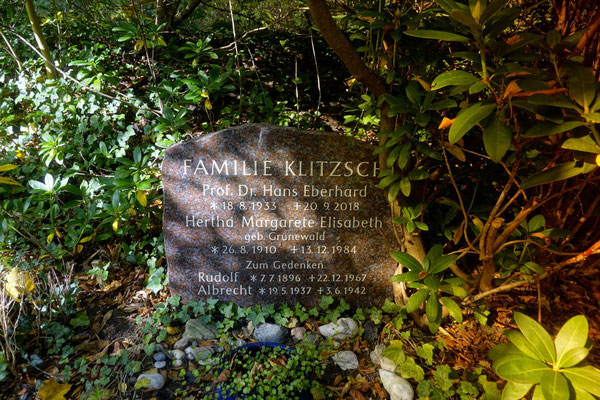 FAMILIE KLITZSCH
Prof. Dr. Hans Eberhard
* 18.8.1933 + 20.9.2018
Hertha Margarete Elisabeth
geb. Grünewald
* 26.8.1910 + 13.12.1984
Zum Gedenken
Rudolf * 7.7.1896 + 22.12.1967
Albrecht * 19.5.1937 + 3.6.1942